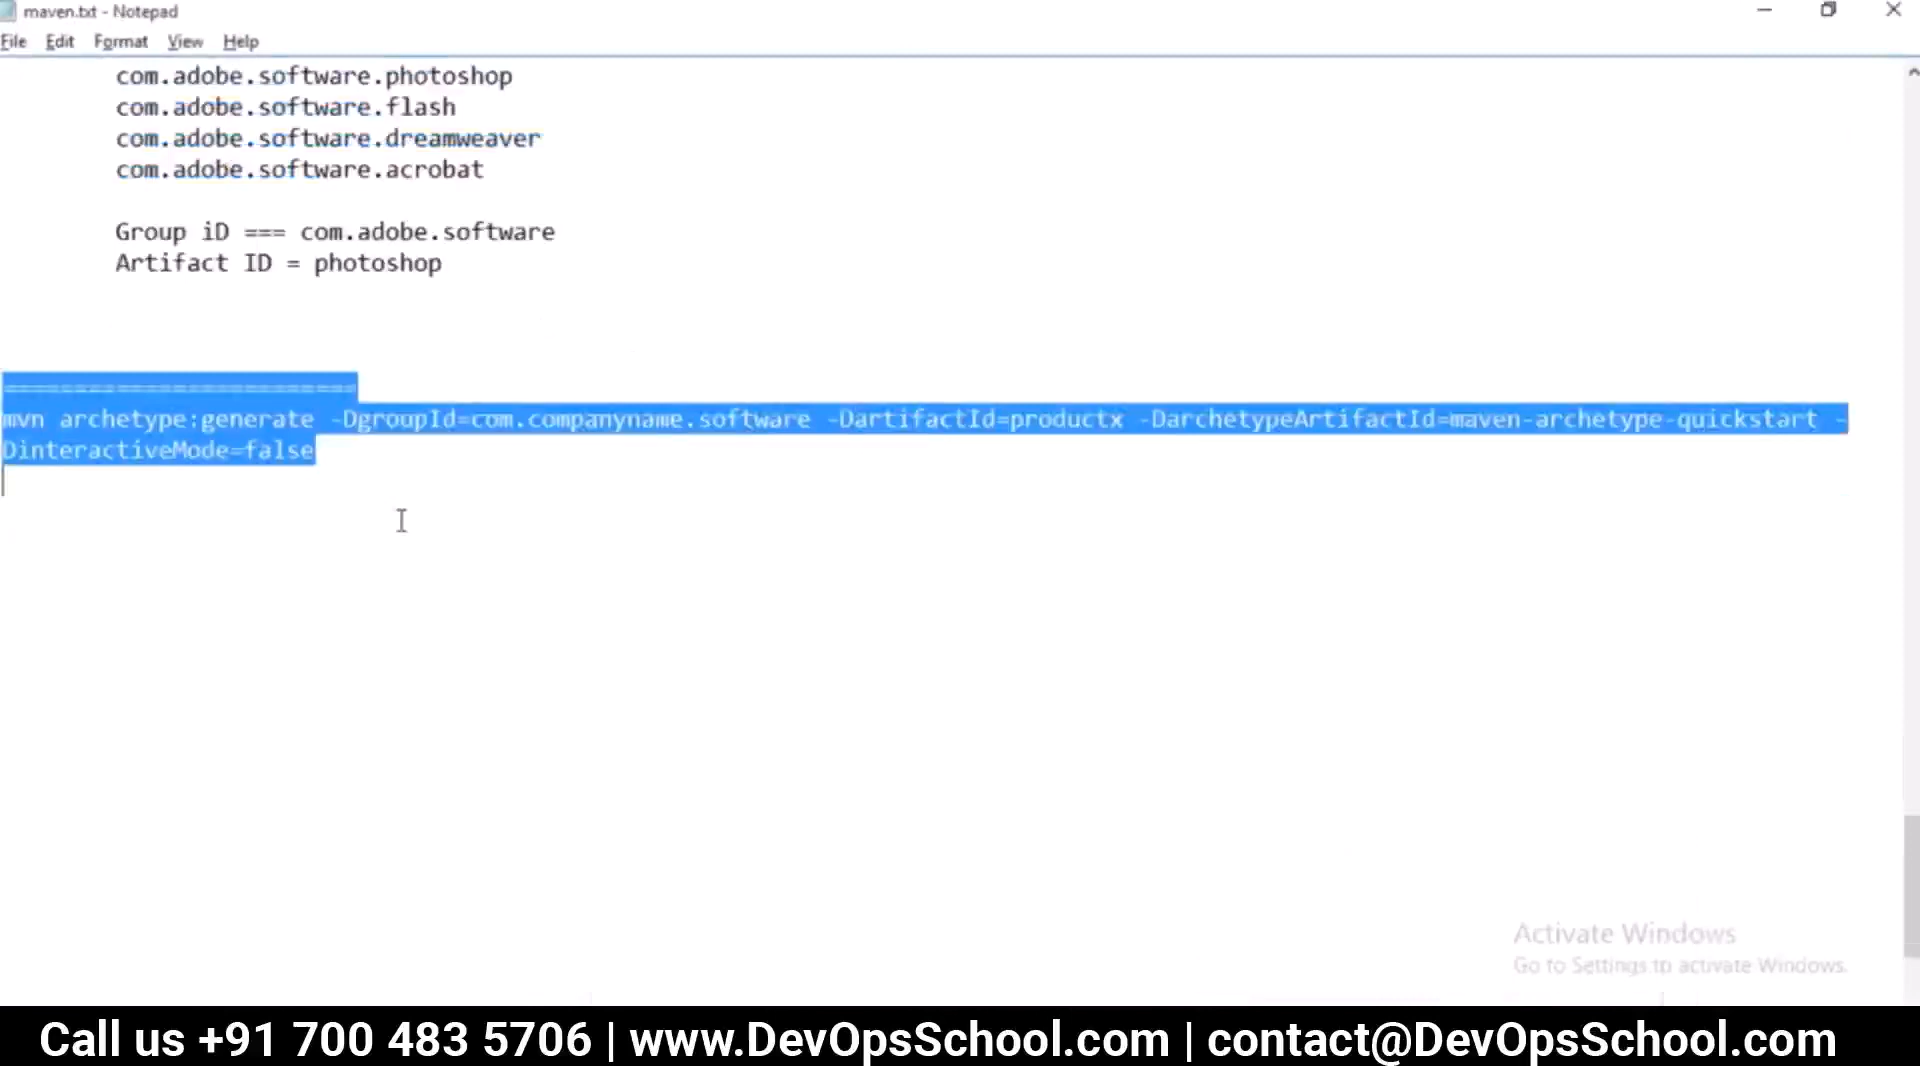 maven.txt - Notepad
File Edit Format View Help
com.adobe.software.photoshop
com.adobe.software.flash
com.adobe.software.dreamweaver
com.adobe.software.acrobat
Group iD === com.adobe.software
Artifact ID = photoshop
=========================
mvn archetype:generate -DgroupId=com.companyname.software -DartifactId=productx -DarchetypeArtifactId=maven-archetype-quickstart -
DinteractiveMode=false
Activate Windows
Go to Settings to activate Windows.
Call us +91 700 483 5706 | www.DevOpsSchool.com | contact@DevOpsSchool.com